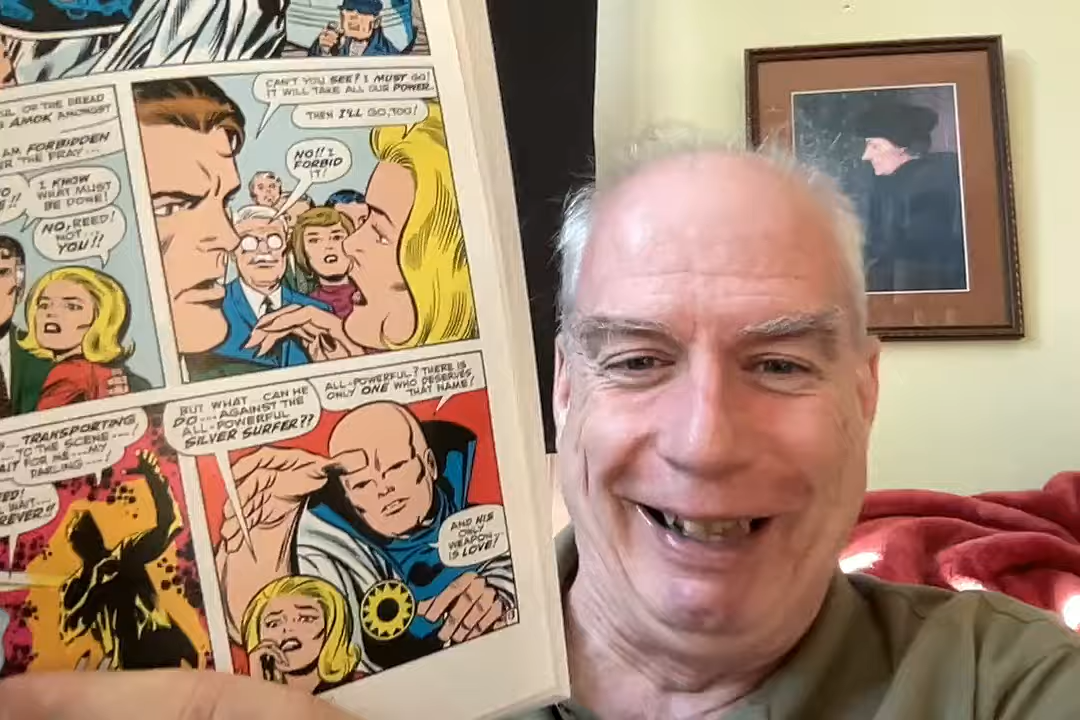 OF THE DREAD
AMOK AMONGST
AM FORBIDDEN
THE FRAY...
I KNOW
WHAT MUST
BE DONE!
NO, REED!
NOT...
YOU!!
CAN'T YOU SEE? I MUST GO!
IT WILL TAKE ALL OUR POWER.
THEN I'LL GO, TOO!
NO!! I
FORBID
IT!
TRANSPORTING
TO THE SCENE...!
FOR ME...MY
DARLING...!
WAIT...
BUT WHAT CAN HE
DO...AGAINST THE
ALL-POWERFUL
SILVER SURFER??
ALL-POWERFUL? THERE IS
ONLY ONE WHO DESERVES
THAT NAME!
AND HIS
ONLY
WEAPON...
IS LOVE!